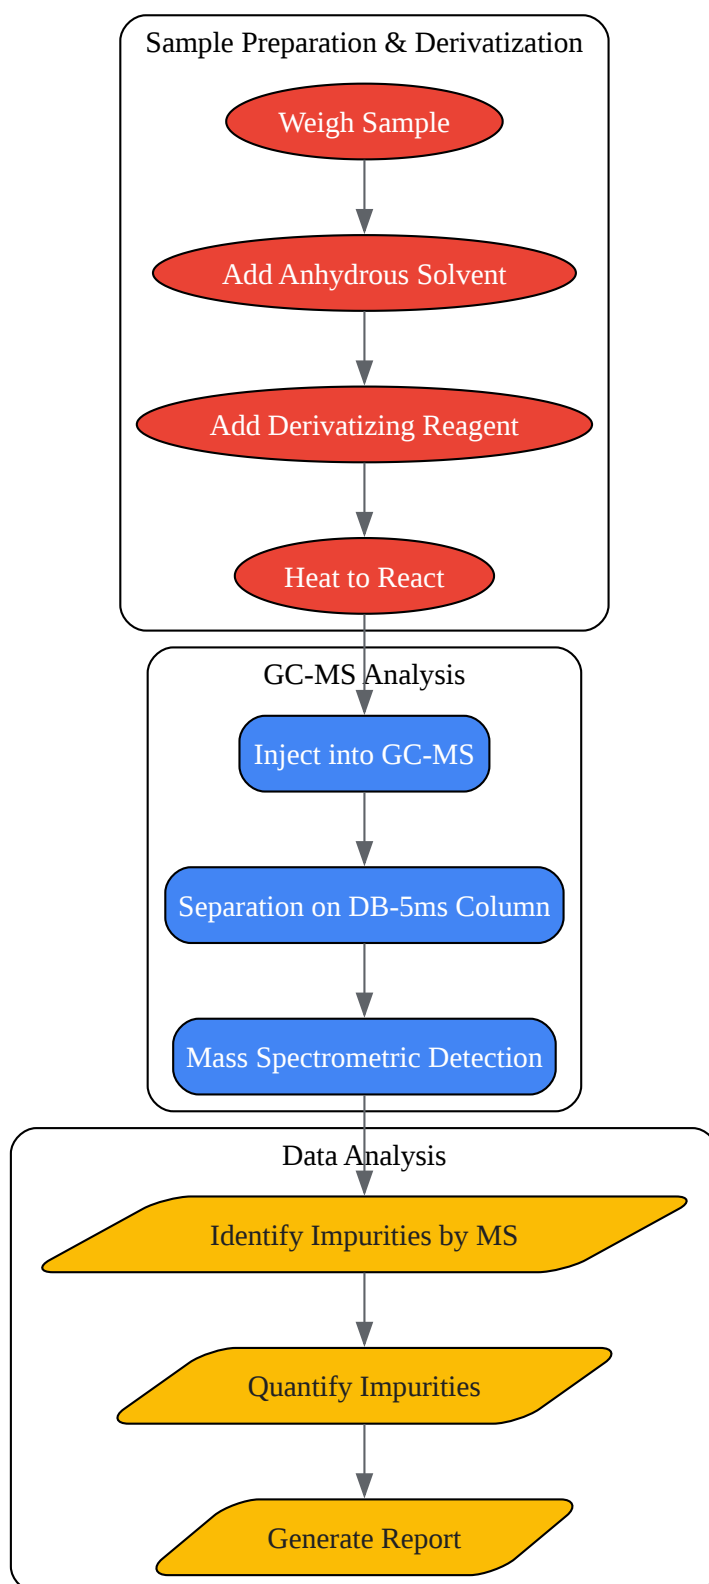 Sample Preparation & Derivatization
Weigh Sample
Add Anhydrous Solvent
Add Derivatizing Reagent
Heat to React
GC-MS Analysis
Inject into GC-MS
Separation on DB-5ms Column
Mass Spectrometric Detection
Data Analysis
Identify Impurities by MS
Quantify Impurities
Generate Report